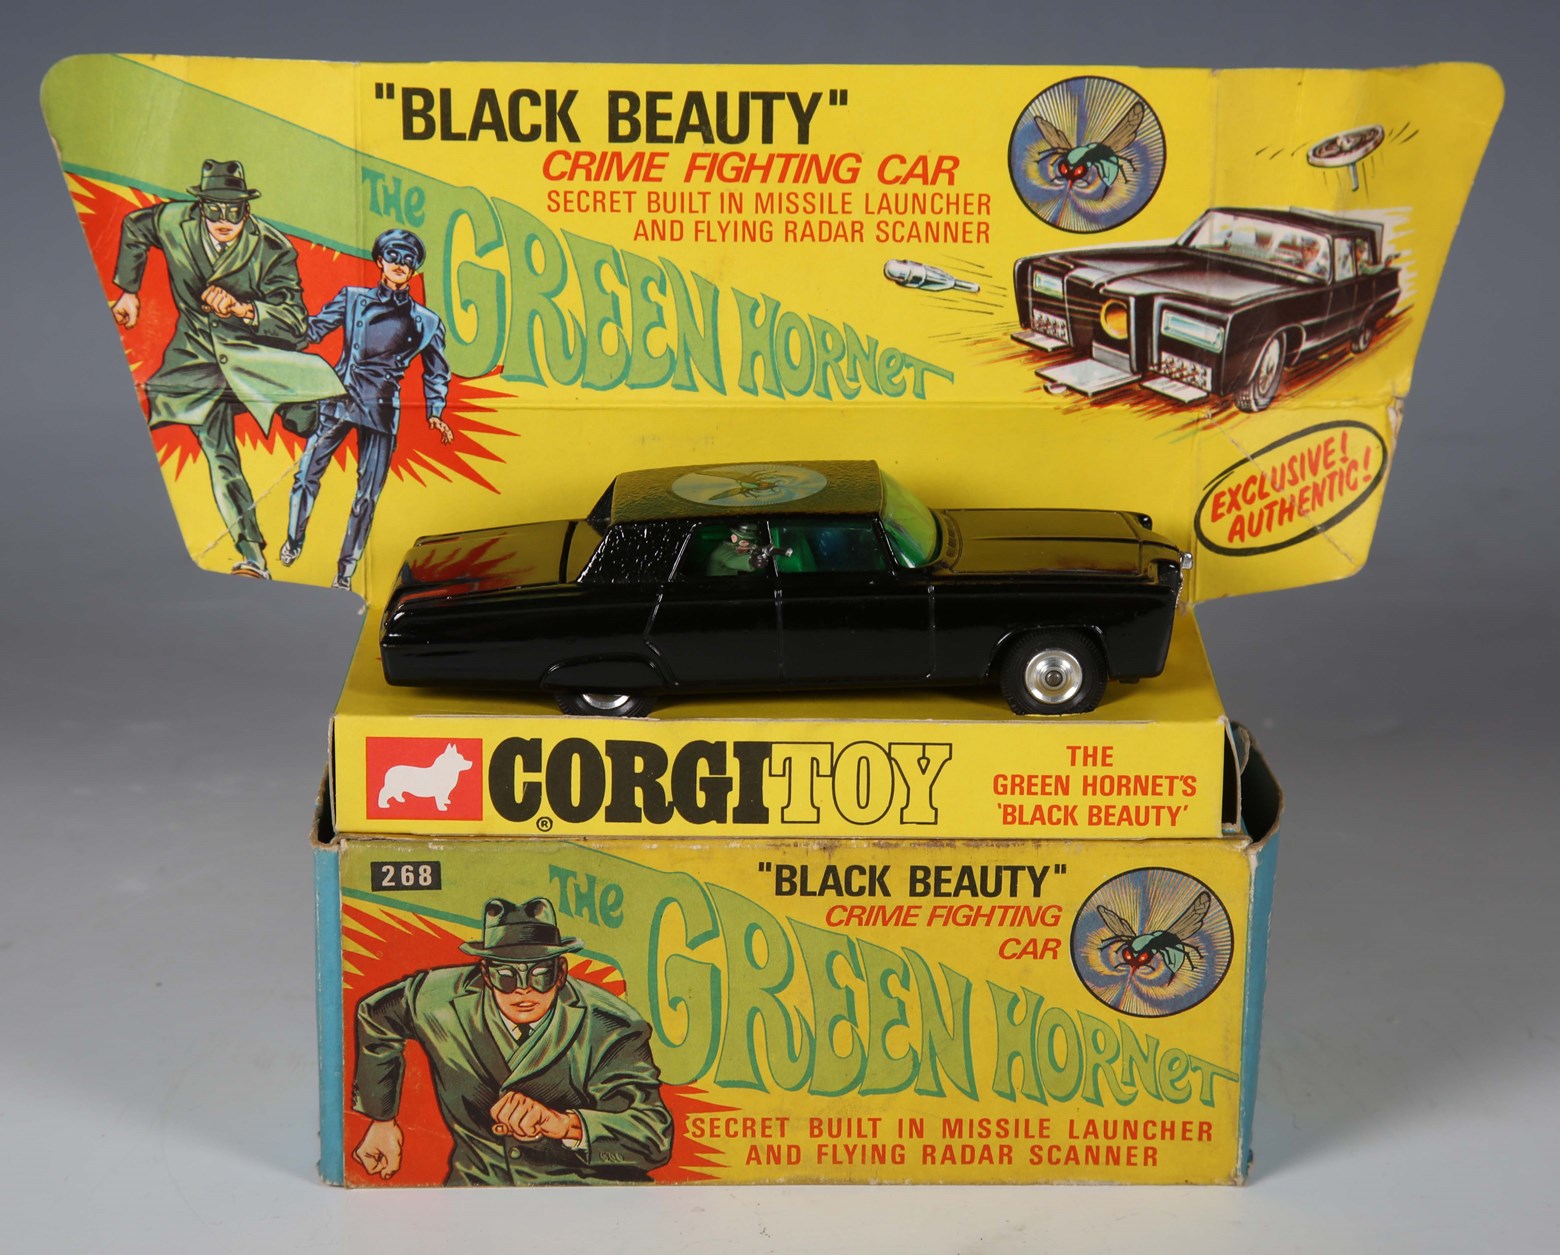 "BLACK BEAUTY"
CRIME FIGHTING CAR
SECRET BUILT IN MISSILE LAUNCHER
AND FLYING RADAR SCANNER
THE
GREEN HORNET
EXCLUSIVE!
AUTHENTIC!
CORGI TOY
®
THE
GREEN HORNET'S
'BLACK BEAUTY'
268
"BLACK BEAUTY"
CRIME FIGHTING
CAR
THE
GREEN HORNET
SECRET BUILT IN MISSILE LAUNCHER
AND FLYING RADAR SCANNER